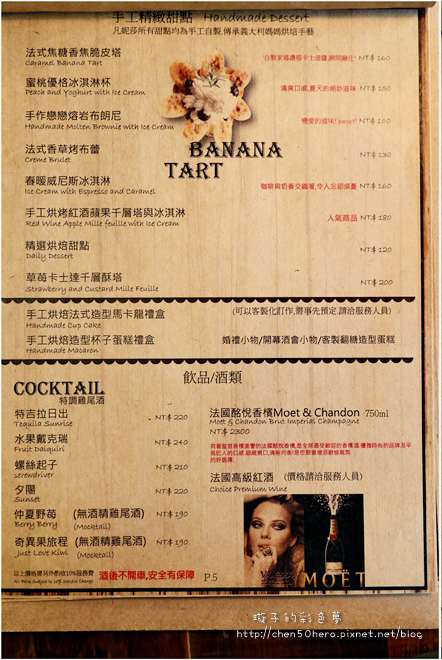 手工精緻甜點 Handmade Dessert
凡妮莎所有甜點均為手工自製,傳承義大利媽媽烘培手藝
法式焦糖香焦脆皮塔
Caramel Banana Tart
自製家鄉濃郁卡士達醬,瞬間融化! NT$160
蜜桃優格冰淇淋杯
Peach and Yoghurt with Ice Cream
清爽口感,夏天的絕妙滋味 NT$150
手作戀戀熔岩布朗尼
Handmade Molten Brownie with Ice Cream
戀愛的滋味! sweet! NT$160
法式香草烤布蕾
Creme Brulet
NT$130
BANANA
TART
春暖威尼斯冰淇淋
Ice Cream with Espresso and Caramel
咖啡與奶香交織著,令人忘卻煩憂 NT$160
手工烘烤紅酒蘋果千層塔與冰淇淋
Red Wine Apple Mille feuille with Ice Cream
人氣商品 NT$180
精選烘焙甜點
Daily Dessert
NT$120
草莓卡士達千層酥塔
Strawberry and Custard Mille Feuille
NT$200
手工烘焙法式造型馬卡龍禮盒
Handmade Cup Cake
(可以客製化訂作,需事先預定,請洽服務人員)
手工烘焙造型杯子蛋糕禮盒
Handmade Macaron
婚禮小物/開幕酒會小物/客製翻糖造型蛋糕
飲品/酒類
COCKTAIL
特調雞尾酒
特吉拉日出
Tequila Sunrise
NT$220
水果戴克瑞
Fruit Daiquiri
NT$240
螺絲起子
screwdriver
NT$210
夕陽
Sunset
NT$220
仲夏野莓 (無酒精雞尾酒)
Berry Berry (Mocktail)
NT$190
奇異果旅程 (無酒精雞尾酒)
Just Love Kiwi (Mocktail)
NT$190
法國酩悅香檳Moet & Chandon 750ml
Moet & Chandon Brut Imperial Champagne
NT$2300
法國高級紅酒 (價格請洽服務人員)
Choice Premium Wine
MOËT
以上價格需另外酌收10%服務費
酒後不開車,安全有保障
P.5
璇子的彩色夢
http://chen50hero.pixnet.net/blog